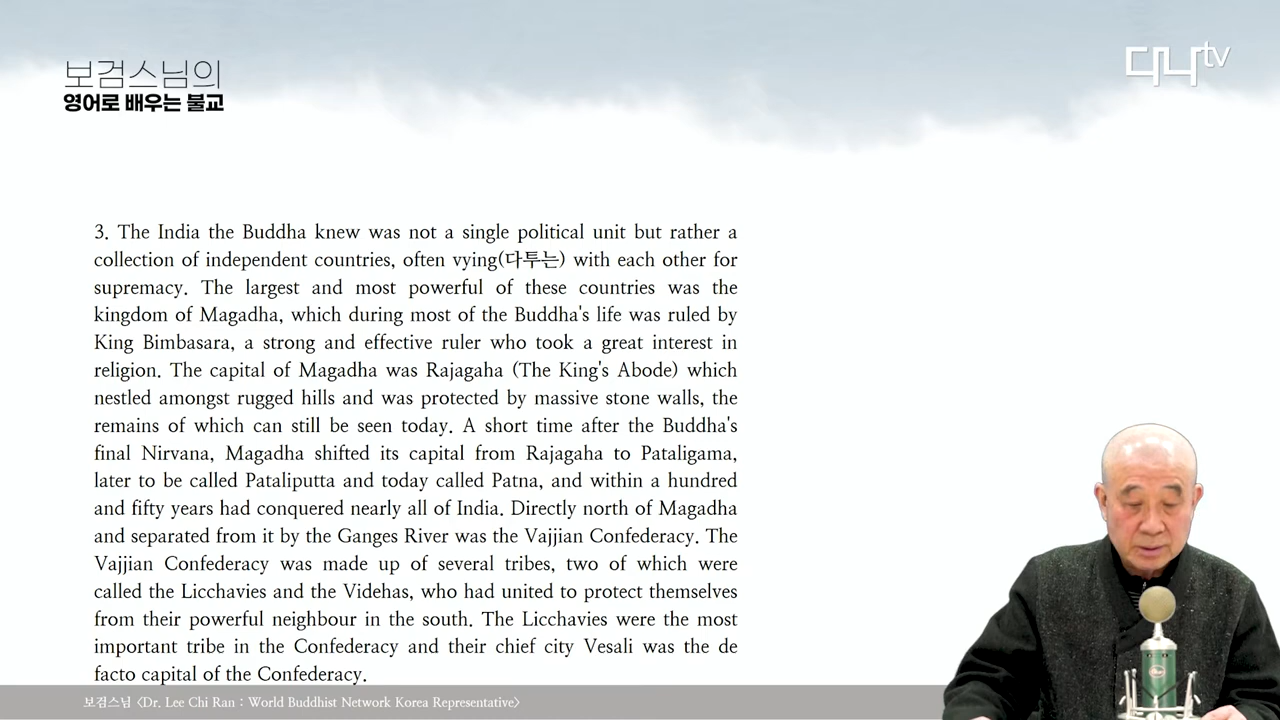 보검스님의
영어로 배우는 불교
다나tv
3. The India the Buddha knew was not a single political unit but rather a
collection of independent countries, often vying(다투는) with each other for
supremacy. The largest and most powerful of these countries was the
kingdom of Magadha, which during most of the Buddha's life was ruled by
King Bimbasara, a strong and effective ruler who took a great interest in
religion. The capital of Magadha was Rajagaha (The King's Abode) which
nestled amongst rugged hills and was protected by massive stone walls, the
remains of which can still be seen today. A short time after the Buddha's
final Nirvana, Magadha shifted its capital from Rajagaha to Pataligama,
later to be called Pataliputta and today called Patna, and within a hundred
and fifty years had conquered nearly all of India. Directly north of Magadha
and separated from it by the Ganges River was the Vajjian Confederacy. The
Vajjian Confederacy was made up of several tribes, two of which were
called the Licchavies and the Videhas, who had united to protect themselves
from their powerful neighbour in the south. The Licchavies were the most
important tribe in the Confederacy and their chief city Vesali was the de
facto capital of the Confederacy.
보검스님 <Dr. Lee Chi Ran : World Buddhist Network Korea Representative>